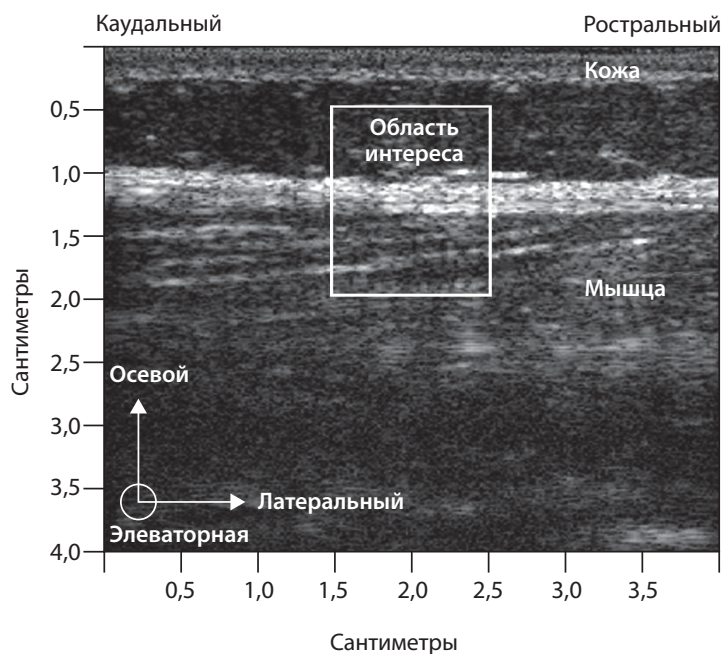 Каудальный
Ростральный
Кожа
0,5
Область
интереса
1,0
1,5
Мышца
2,0
Сантиметры
2,5
Осевой
3,0
3,5
Латеральный
Элеваторная
4,0
0,5 1,0 1,5 2,0 2,5 3,0 3,5
Сантиметры